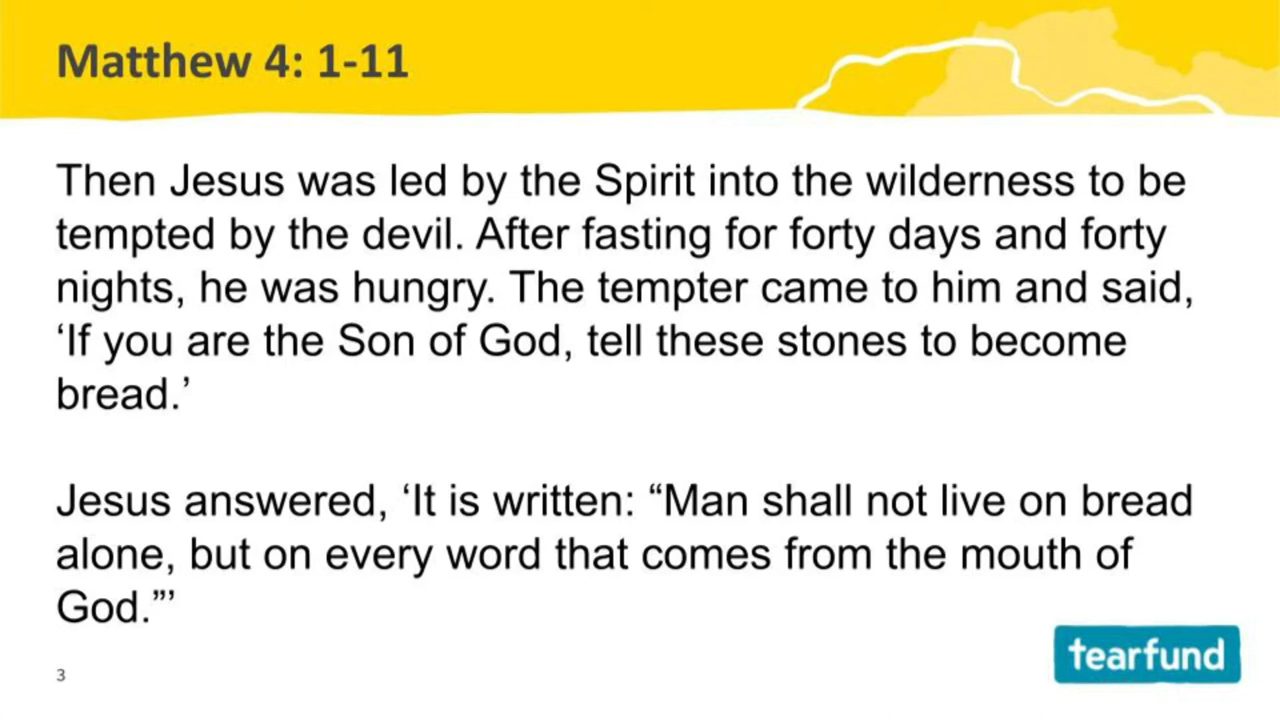 Matthew 4: 1-11
Then Jesus was led by the Spirit into the wilderness to be
tempted by the devil. After fasting for forty days and forty
nights, he was hungry. The tempter came to him and said,
‘If you are the Son of God, tell these stones to become
bread.’
Jesus answered, ‘It is written: “Man shall not live on bread
alone, but on every word that comes from the mouth of
God.”’
tearfund
3